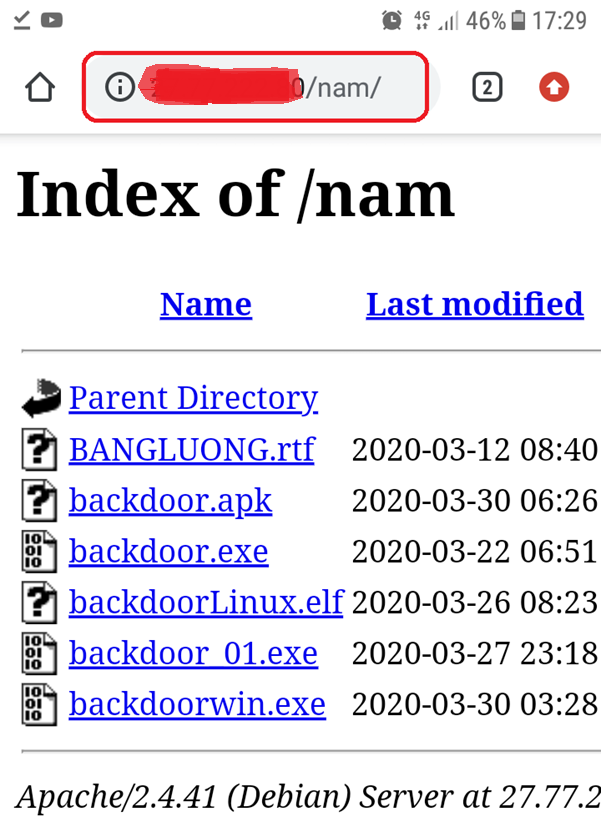 4G 46% 17:29
0/nam/ 2
Index of /nam
Name Last modified
Parent Directory
BANGLUONG.rtf 2020-03-12 08:40
backdoor.apk 2020-03-30 06:26
backdoor.exe 2020-03-22 06:51
backdoorLinux.elf 2020-03-26 08:23
backdoor_01.exe 2020-03-27 23:18
backdoorwin.exe 2020-03-30 03:28
Apache/2.4.41 (Debian) Server at 27.77.2